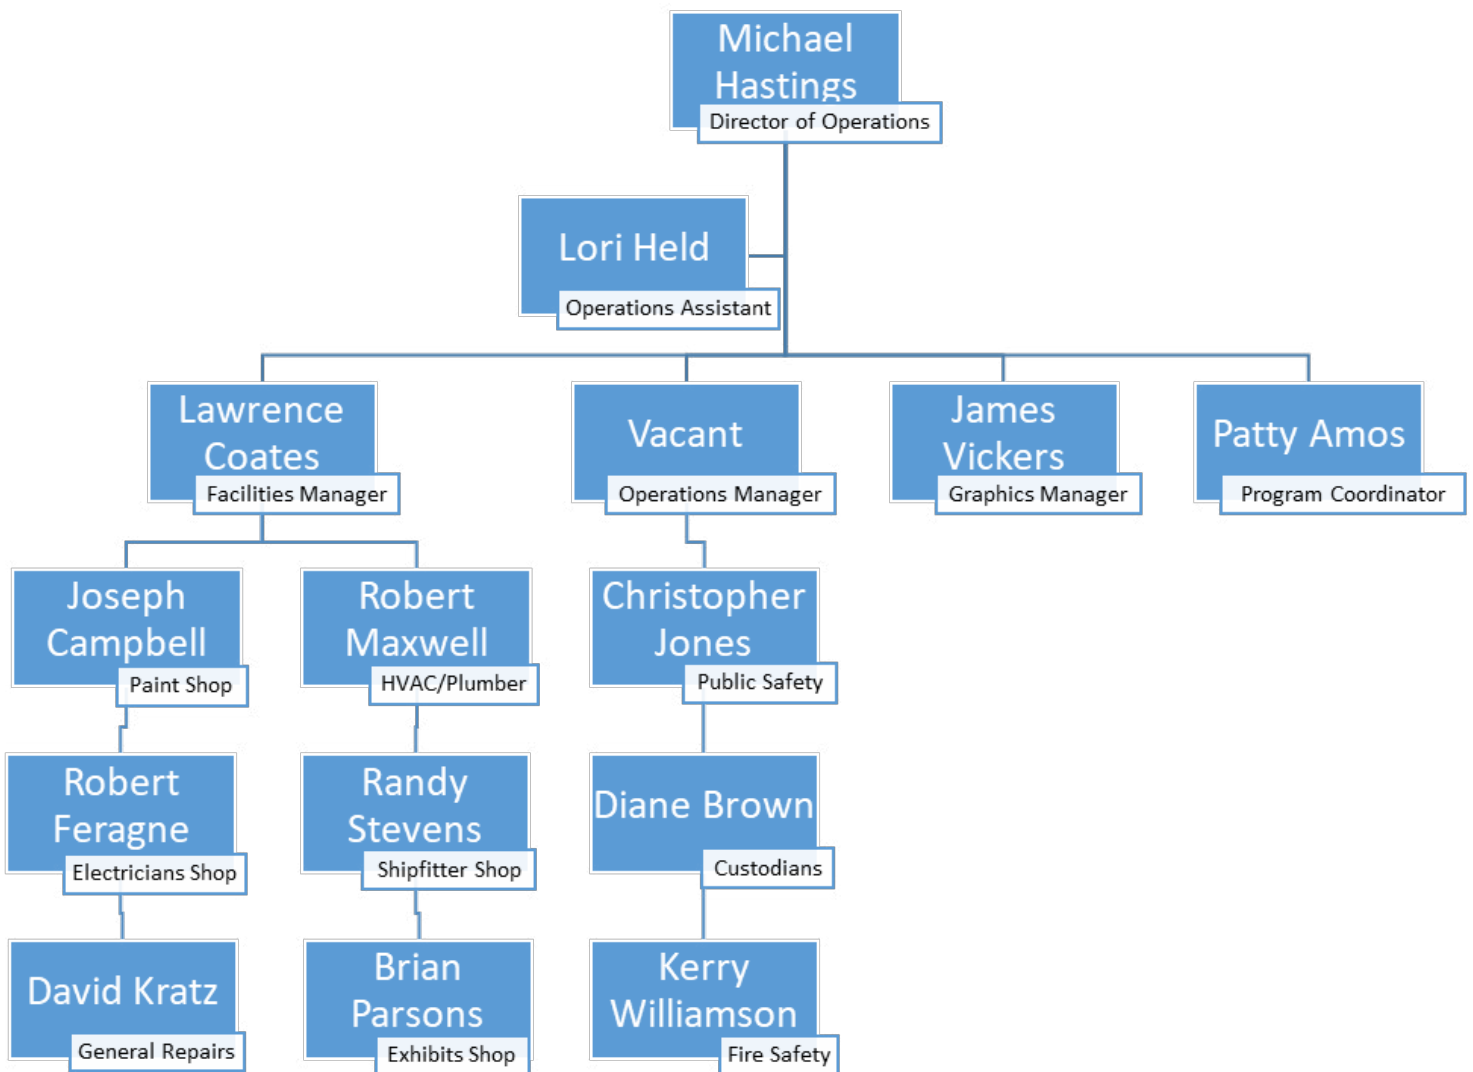 Michael
Hastings
Director of Operations
Lori Held
Operations Assistant
Lawrence
Coates
Facilities Manager
Vacant
Operations Manager
James
Vickers
Graphics Manager
Patty Amos
Program Coordinator
Joseph
Campbell
Paint Shop
Robert
Maxwell
HVAC/Plumber
Christopher
Jones
Public Safety
Robert
Feragne
Electricians Shop
Randy
Stevens
Shipfitter Shop
Diane Brown
Custodians
David Kratz
General Repairs
Brian
Parsons
Exhibits Shop
Kerry
Williamson
Fire Safety